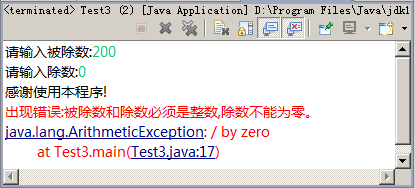 <terminated> Test3 (2) [Java Application] D:\Program Files\Java\jdk1
请输入被除数:200
请输入除数:0
感谢使用本程序!
出现错误:被除数和除数必须是整数,除数不能为零。
java.lang.ArithmeticException: / by zero
at Test3.main(Test3.java:17)